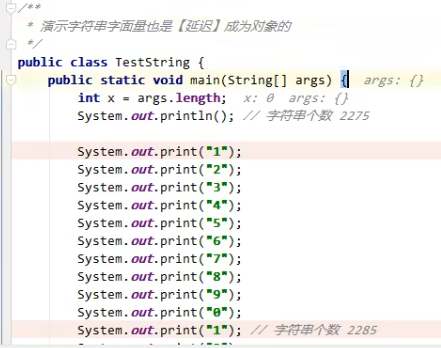 /**
 * 演示字符串字面量也是【延迟】成为对象的
 */
public class TestString {
    public static void main(String[] args) {  args: {}
        int x = args.length;  x: 0  args: {}
        System.out.println(); // 字符串个数 2275

        System.out.print("1");
        System.out.print("2");
        System.out.print("3");
        System.out.print("4");
        System.out.print("5");
        System.out.print("6");
        System.out.print("7");
        System.out.print("8");
        System.out.print("9");
        System.out.print("0");
        System.out.print("1"); // 字符串个数 2285